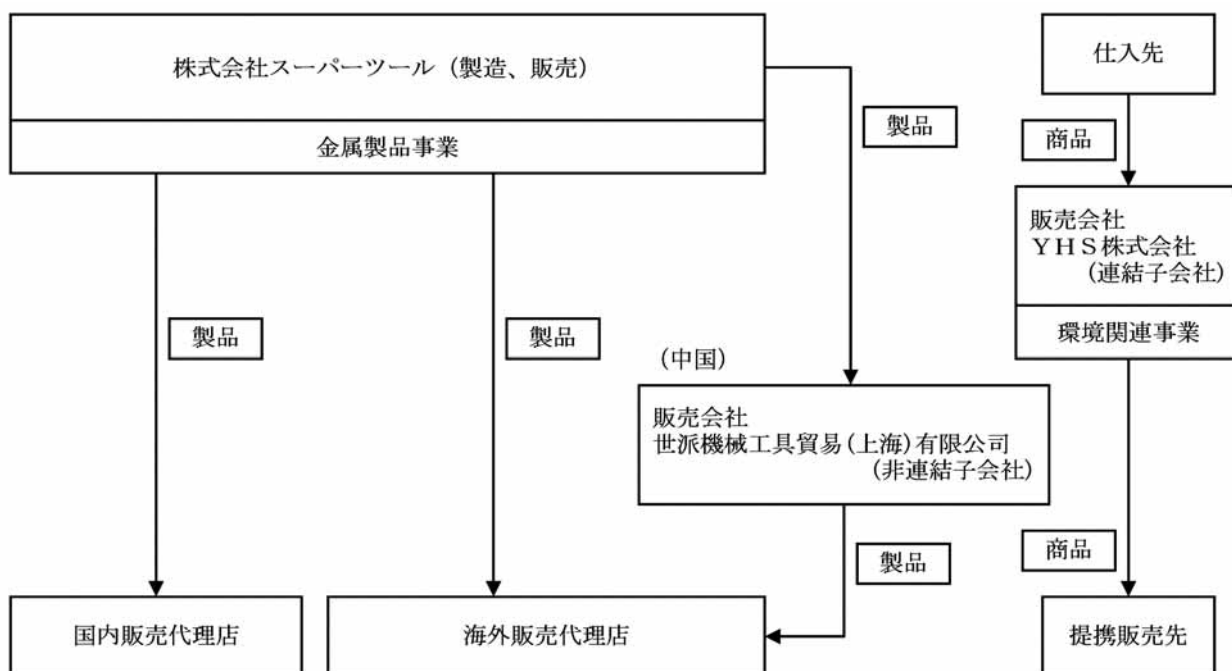 株式会社スーパーツール（製造、販売）
金属製品事業
製品
製品
製品
(中国)
販売会社
世派機械工具貿易(上海)有限公司
(非連結子会社)
製品
国内販売代理店
海外販売代理店
仕入先
商品
販売会社
ＹＨＳ株式会社
(連結子会社)
環境関連事業
商品
提携販売先